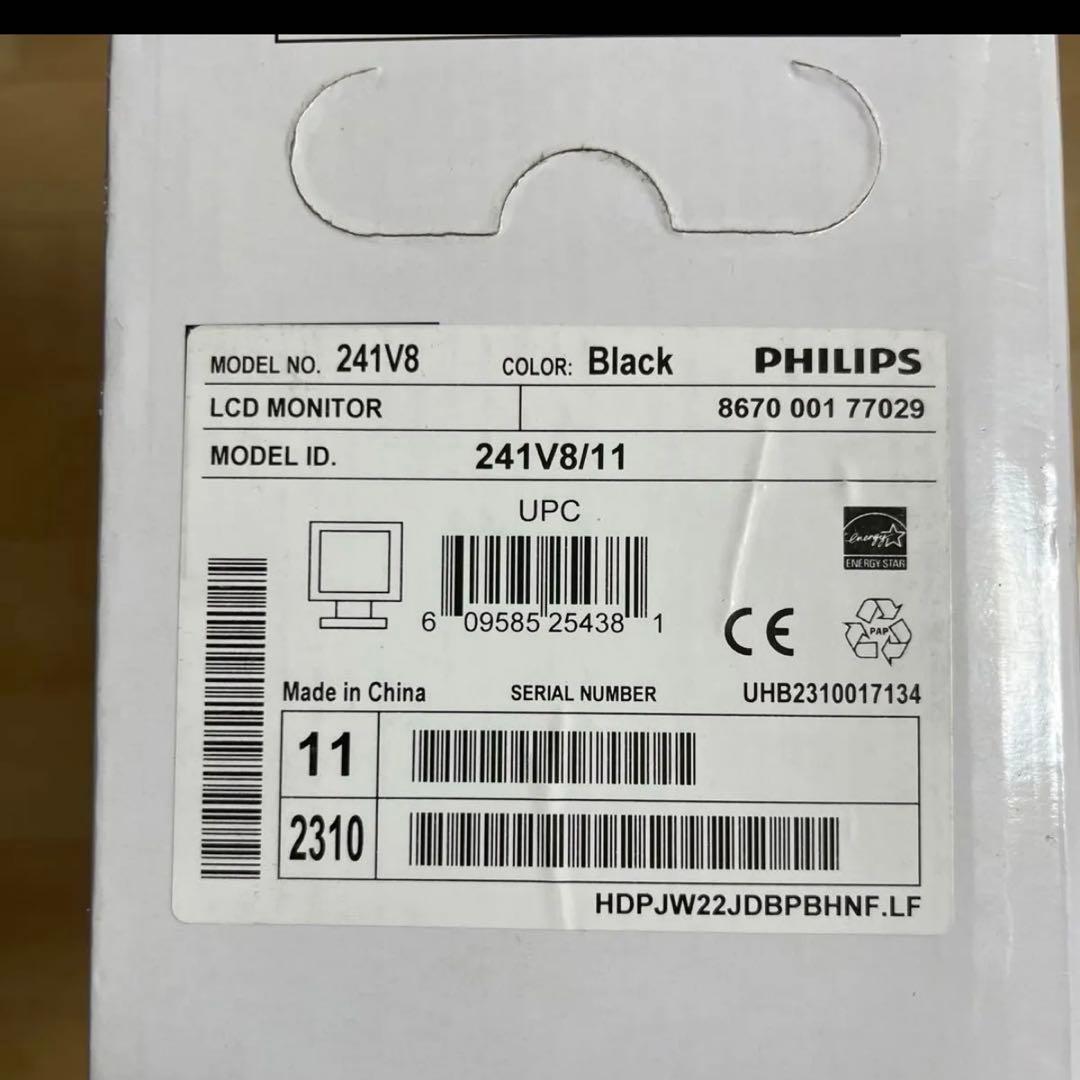 MODEL NO. 241V8 COLOR: Black PHILIPS
LCD MONITOR 8670 001 77029
MODEL ID. 241V8/11
UPC
energy
ENERGY STAR
6 09585 25438 1
CE
PAP
Made in China SERIAL NUMBER UHB2310017134
11
2310
HDPJW22JDBPBHNF.LF